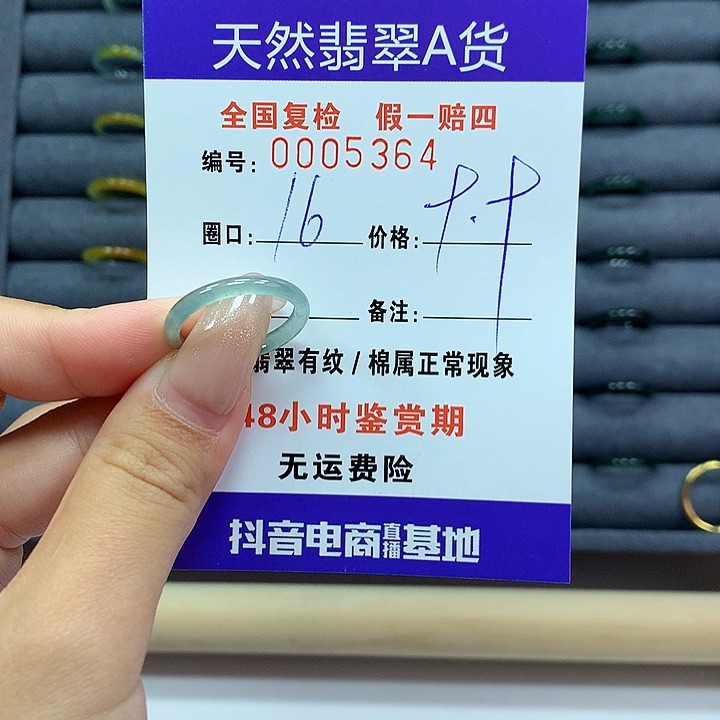 天然翡翠A货
全国复检 假一赔四
编号: 0005364
圈口: 16 价格:
备注:
翡翠有纹/棉属正常现象
48小时鉴赏期
无运费险
抖音电商直播基地